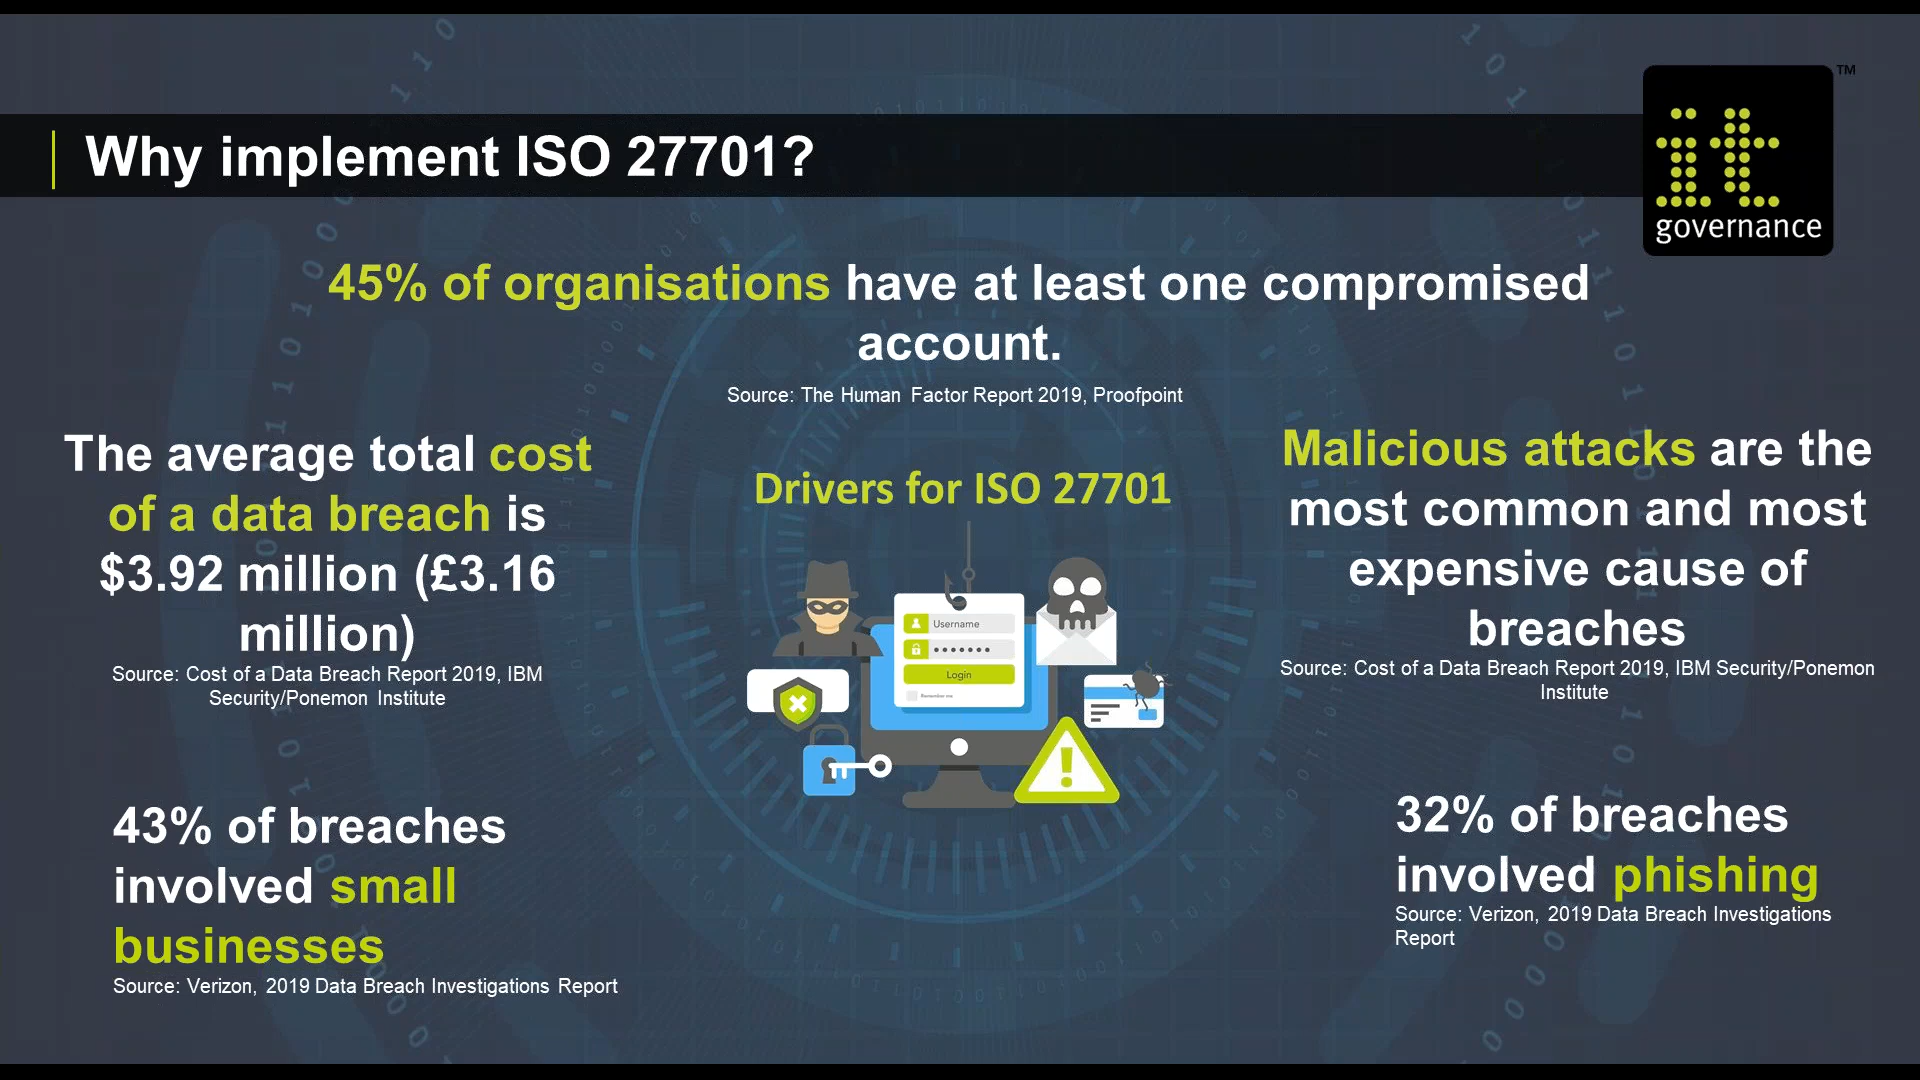 TM
it
governance
Why implement ISO 27701?
45% of organisations have at least one compromised
account.
Source: The Human Factor Report 2019, Proofpoint
The average total cost
of a data breach is
$3.92 million (£3.16
million)
Source: Cost of a Data Breach Report 2019, IBM
Security/Ponemon Institute
Drivers for ISO 27701
Username
Login
Remember me
Malicious attacks are the
most common and most
expensive cause of
breaches
Source: Cost of a Data Breach Report 2019, IBM Security/Ponemon
Institute
43% of breaches
involved small
businesses
Source: Verizon, 2019 Data Breach Investigations Report
32% of breaches
involved phishing
Source: Verizon, 2019 Data Breach Investigations
Report